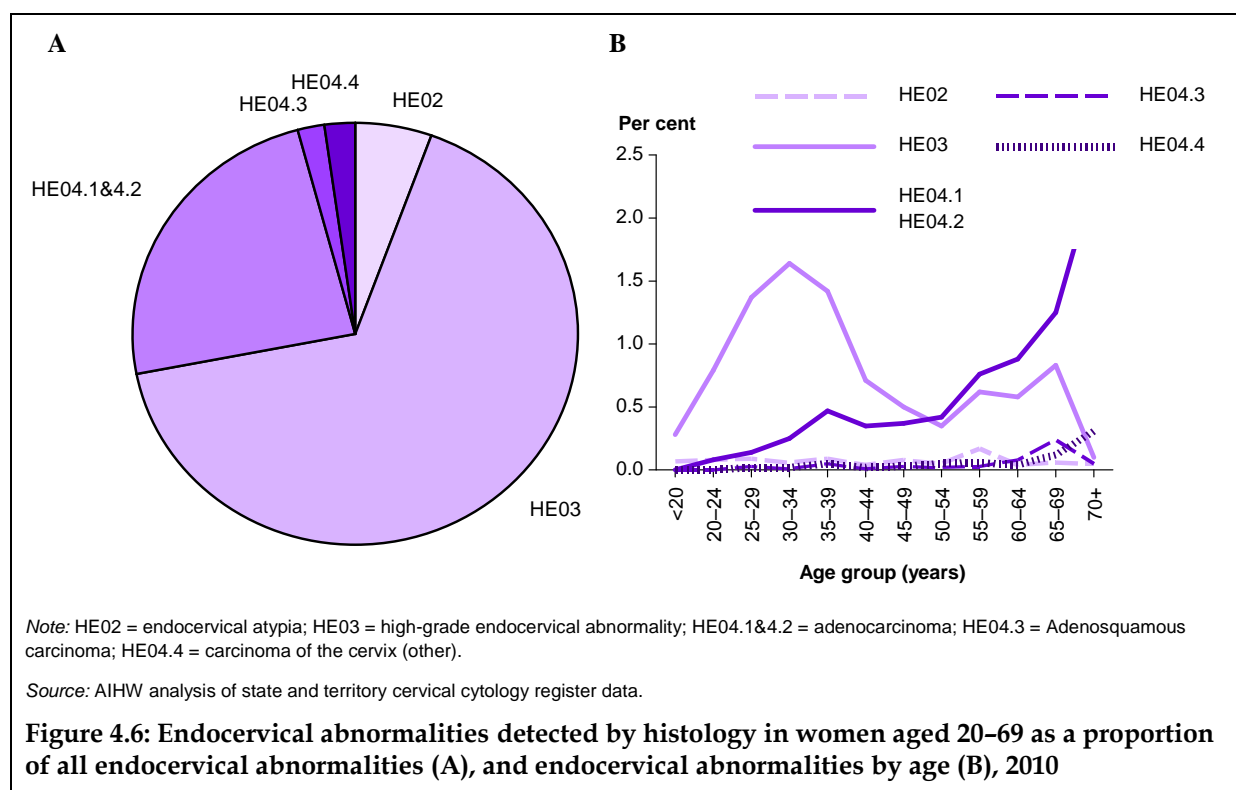 A
HE04.4
HE04.3
HE02
HE04.1&4.2
HE03
B
HE02
HE04.3
Per cent
HE03
HE04.4
HE04.1
HE04.2
2.5
2.0
1.5
1.0
0.5
0.0
<20
20–24
25–29
30–34
35–39
40–44
45–49
50–54
55–59
60–64
65–69
70+
Age group (years)
Note: HE02 = endocervical atypia; HE03 = high-grade endocervical abnormality; HE04.1&4.2 = adenocarcinoma; HE04.3 = Adenosquamous
carcinoma; HE04.4 = carcinoma of the cervix (other).
Source: AIHW analysis of state and territory cervical cytology register data.
Figure 4.6: Endocervical abnormalities detected by histology in women aged 20–69 as a proportion
of all endocervical abnormalities (A), and endocervical abnormalities by age (B), 2010